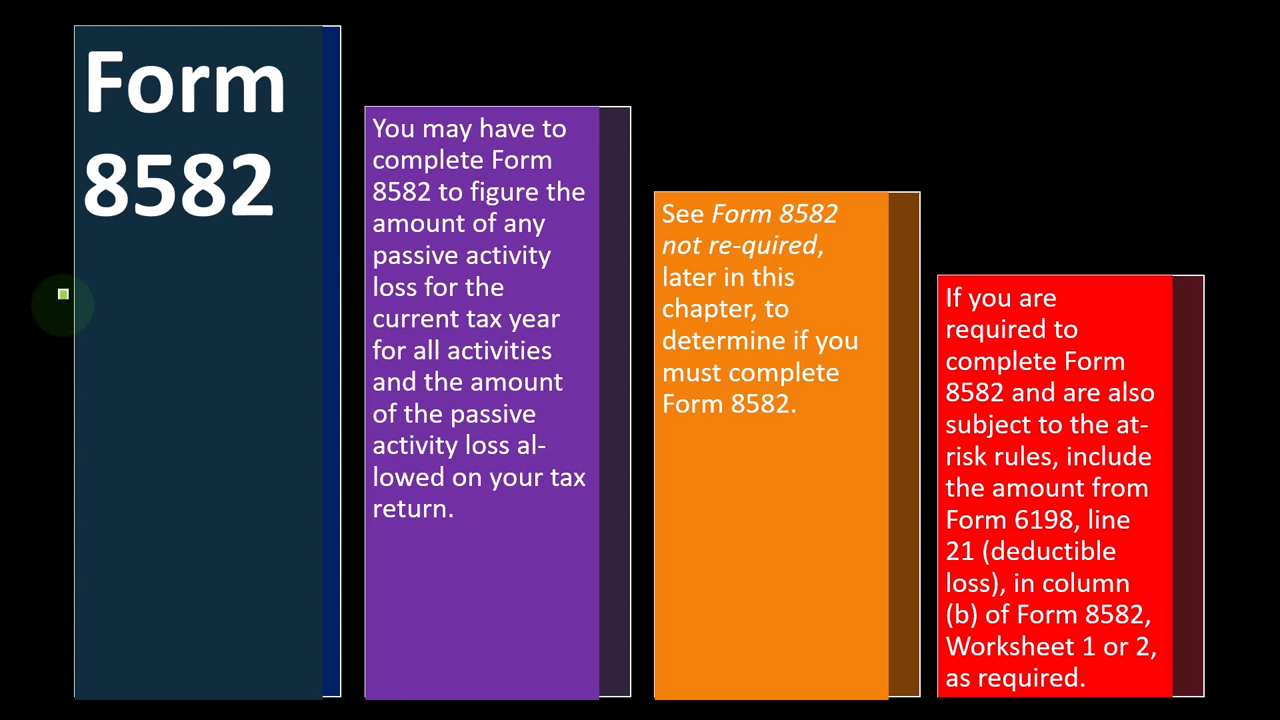 Form
8582
You may have to
complete Form
8582 to figure the
amount of any
passive activity
loss for the
current tax year
for all activities
and the amount
of the passive
activity loss al-
lowed on your tax
return.
See Form 8582
not re-quired,
later in this
chapter, to
determine if you
must complete
Form 8582.
If you are
required to
complete Form
8582 and are also
subject to the at-
risk rules, include
the amount from
Form 6198, line
21 (deductible
loss), in column
(b) of Form 8582,
Worksheet 1 or 2,
as required.